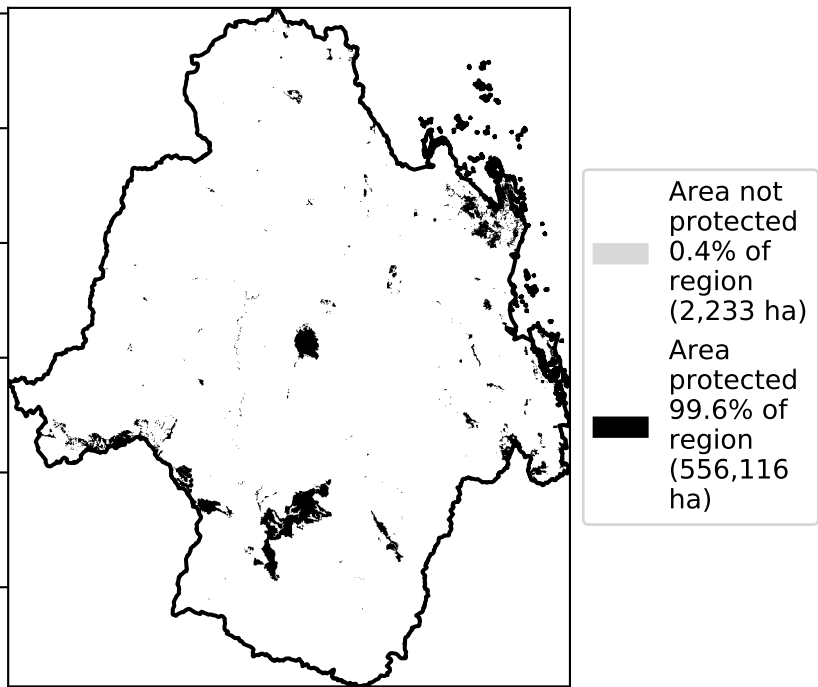 Area not
protected
0.4% of
region
(2,233 ha)
Area
protected
99.6% of
region
(556,116
ha)